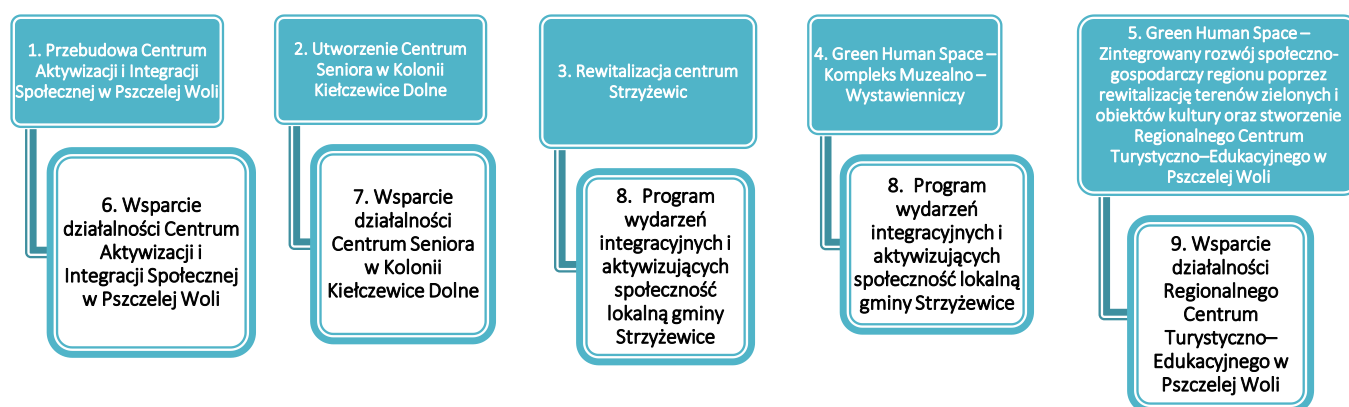 1. Przebudowa Centrum
Aktywizacji i Integracji
Społecznej w Pszczelej Woli
6. Wsparcie
działalności Centrum
Aktywizacji i
Integracji Społecznej
w Pszczelej Woli
2. Utworzenie Centrum
Seniora w Kolonii
Kiełczewice Dolne
7. Wsparcie
działalności
Centrum Seniora
w Kolonii
Kiełczewice Dolne
3. Rewitalizacja centrum
Strzyżewic
8. Program
wydarzeń
integracyjnych i
aktywizujących
społeczność
lokalną gminy
Strzyżewice
4. Green Human Space –
Kompleks Muzealno –
Wystawienniczy
8. Program
wydarzeń
integracyjnych i
aktywizujących
społeczność lokalną
gminy Strzyżewice
5. Green Human Space –
Zintegrowany rozwój społeczno-
gospodarczy regionu poprzez
rewitalizację terenów zielonych i
obiektów kultury oraz stworzenie
Regionalnego Centrum
Turystyczno–Edukacyjnego w
Pszczelej Woli
9. Wsparcie
działalności
Regionalnego
Centrum
Turystyczno–
Edukacyjnego w
Pszczelej Woli